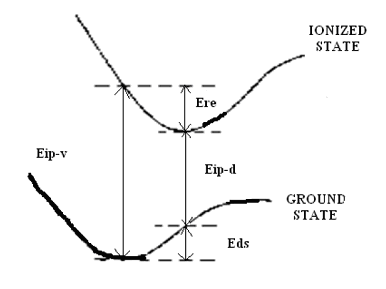 IONIZED
STATE
Ere
Eip-v
Eip-d
GROUND
STATE
Eds